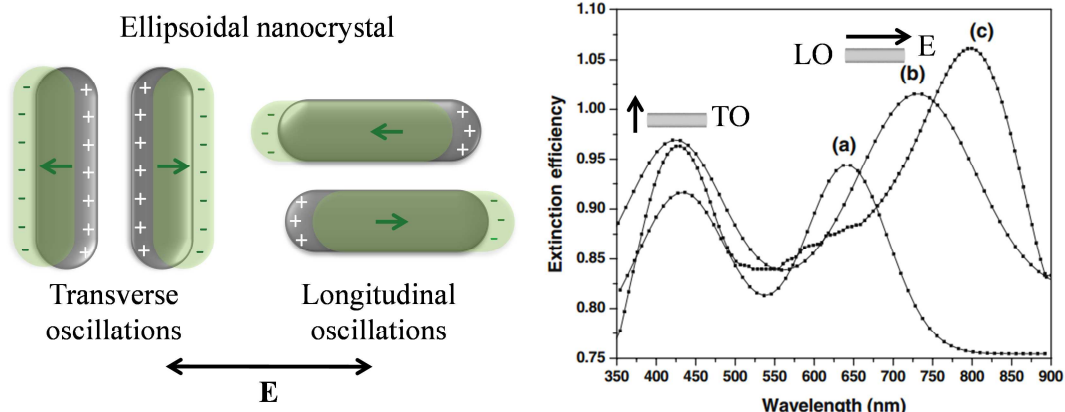 Ellipsoidal nanocrystal
Transverse
oscillations
Longitudinal
oscillations
E
Extinction efficiency
1.10
1.05
1.00
0.95
0.90
0.85
0.80
0.75
TO
LO
E
(a)
(b)
(c)
350 400 450 500 550 600 650 700 750 800 850 900
Wavelength (nm)